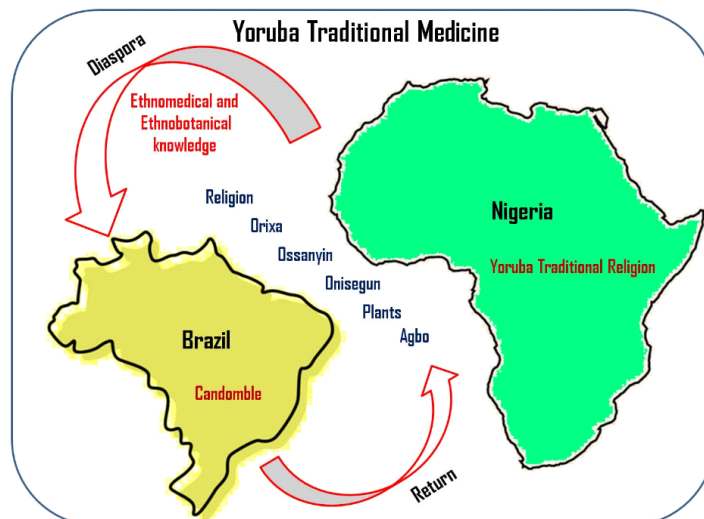 Yoruba Traditional Medicine
Diaspora
Ethnomedical and
Ethnobotanical
knowledge
Religion
Orixa
Ossanyin
Onisegun
Plants
Agbo
Nigeria
Yoruba Traditional Religion
Brazil
Candomble
Return